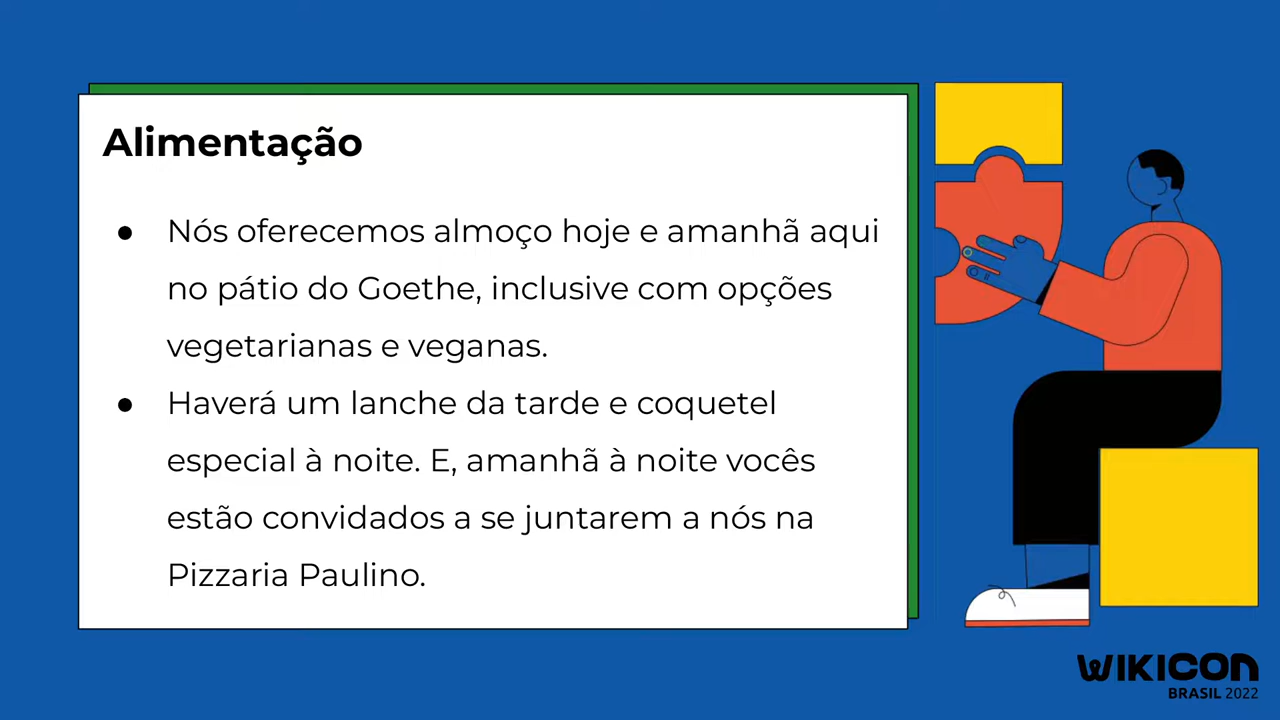 Alimentação
● Nós oferecemos almoço hoje e amanhã aqui
no pátio do Goethe, inclusive com opções
vegetarianas e veganas.
● Haverá um lanche da tarde e coquetel
especial à noite. E, amanhã à noite vocês
estão convidados a se juntarem a nós na
Pizzaria Paulino.
WIKICON
BRASIL 2022